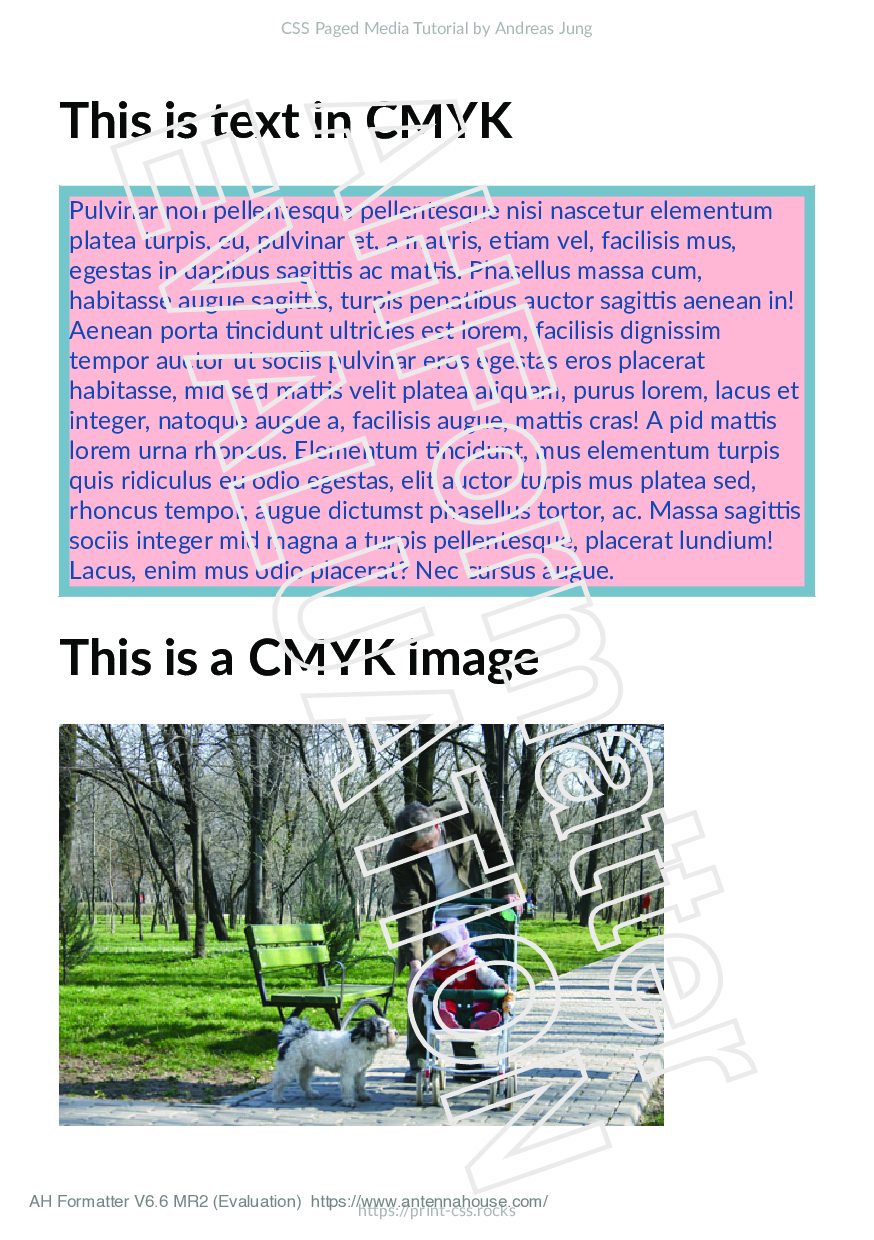 CSS Paged Media Tutorial by Andreas Jung
This is text in CMYK
Pulvinar non pellentesque pellentesque nisi nascetur elementum
platea turpis, eu, pulvinar et, a mauris, etiam vel, facilisis mus,
egestas in dapibus sagittis ac mattis. Phasellus massa cum,
habitasse augue sagittis, turpis penatibus auctor sagittis aenean in!
Aenean porta tincidunt ultricies est lorem, facilisis dignissim
tempor auctor ut sociis pulvinar eros egestas eros placerat
habitasse, mid sed mattis velit platea aliquam, purus lorem, lacus et
integer, natoque augue a, facilisis augue, mattis cras! A pid mattis
lorem urna rhoncus. Elementum tincidunt, mus elementum turpis
quis ridiculus eu odio egestas, elit auctor turpis mus platea sed,
rhoncus tempor, augue dictumst phasellus tortor, ac. Massa sagittis
sociis integer mid magna a turpis pellentesque, placerat lundium!
Lacus, enim mus odio placerat? Nec cursus augue.
This is a CMYK image
AHFormatter
EVALUATION
AH Formatter V6.6 MR2 (Evaluation) https://www.antennahouse.com/
https://print-css.rocks